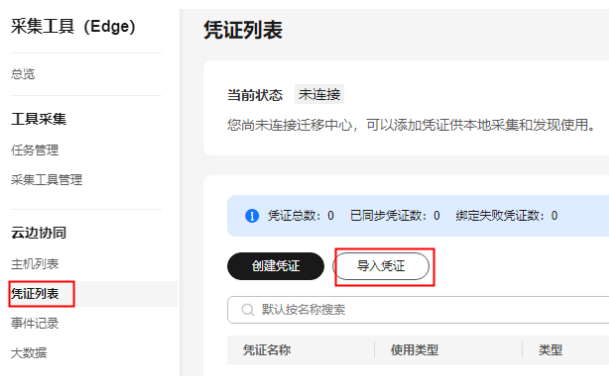 采集工具（Edge）
总览
工具采集
任务管理
采集工具管理
云边协同
主机列表
凭证列表
事件记录
大数据
凭证列表
当前状态 未连接
您尚未连接迁移中心，可以添加凭证供本地采集和发现使用。
凭证总数：0 已同步凭证数：0 绑定失败凭证数：0
创建凭证 导入凭证
默认按名称搜索
凭证名称 使用类型 类型